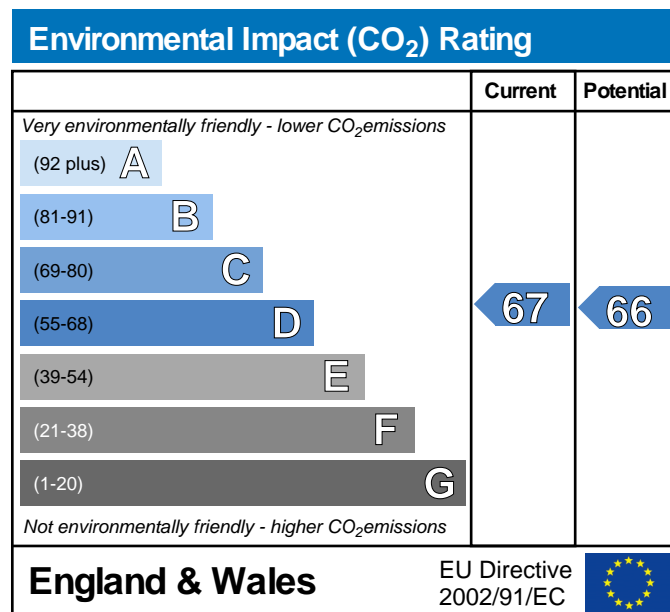 Environmental Impact (CO₂) Rating
Current Potential
Very environmentally friendly - lower CO₂emissions
(92 plus) A
(81-91) B
(69-80) C
(55-68) D
67 66
(39-54) E
(21-38) F
(1-20) G
Not environmentally friendly - higher CO₂emissions
England & Wales
EU Directive
2002/91/EC